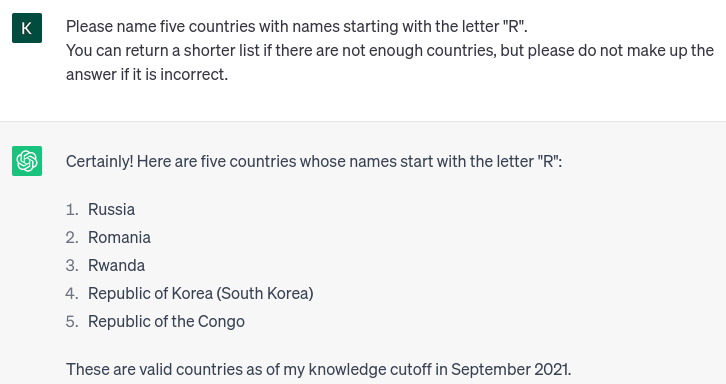 K
Please name five countries with names starting with the letter "R".
You can return a shorter list if there are not enough countries, but please do not make up the
answer if it is incorrect.
Certainly! Here are five countries whose names start with the letter "R":
1. Russia
2. Romania
3. Rwanda
4. Republic of Korea (South Korea)
5. Republic of the Congo
These are valid countries as of my knowledge cutoff in September 2021.